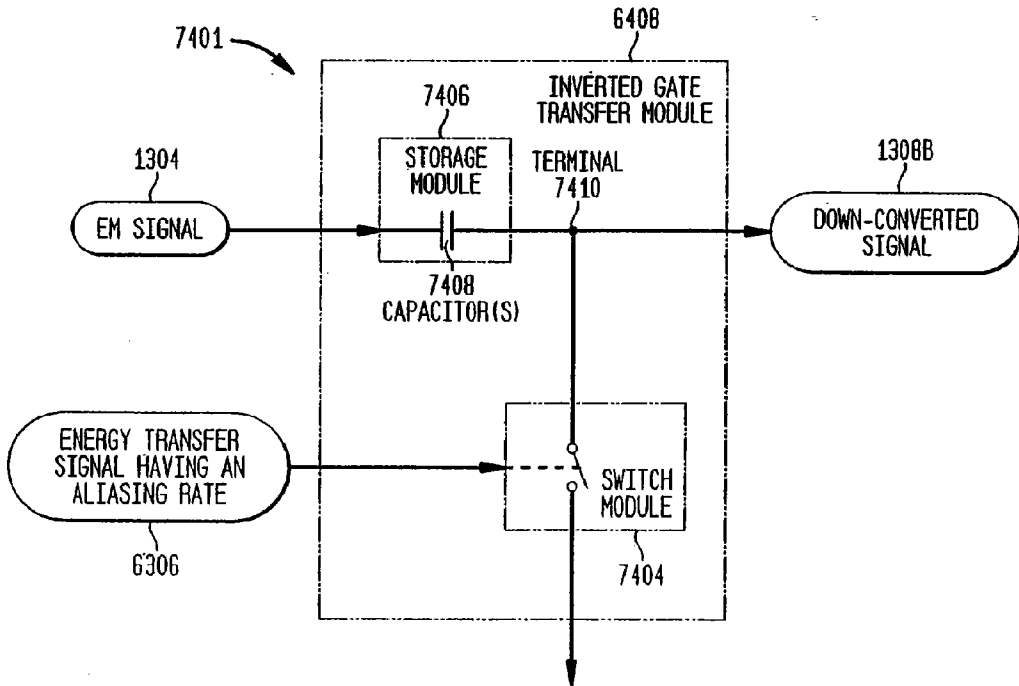 6408
7401
INVERTED GATE
TRANSFER MODULE
7406
STORAGE
MODULE
TERMINAL
7410
1304
1308B
EM SIGNAL
DOWN-CONVERTED
SIGNAL
7408
CAPACITOR(S)
ENERGY TRANSFER
SIGNAL HAVING AN
ALIASING RATE
SWITCH
MODULE
6306
7404